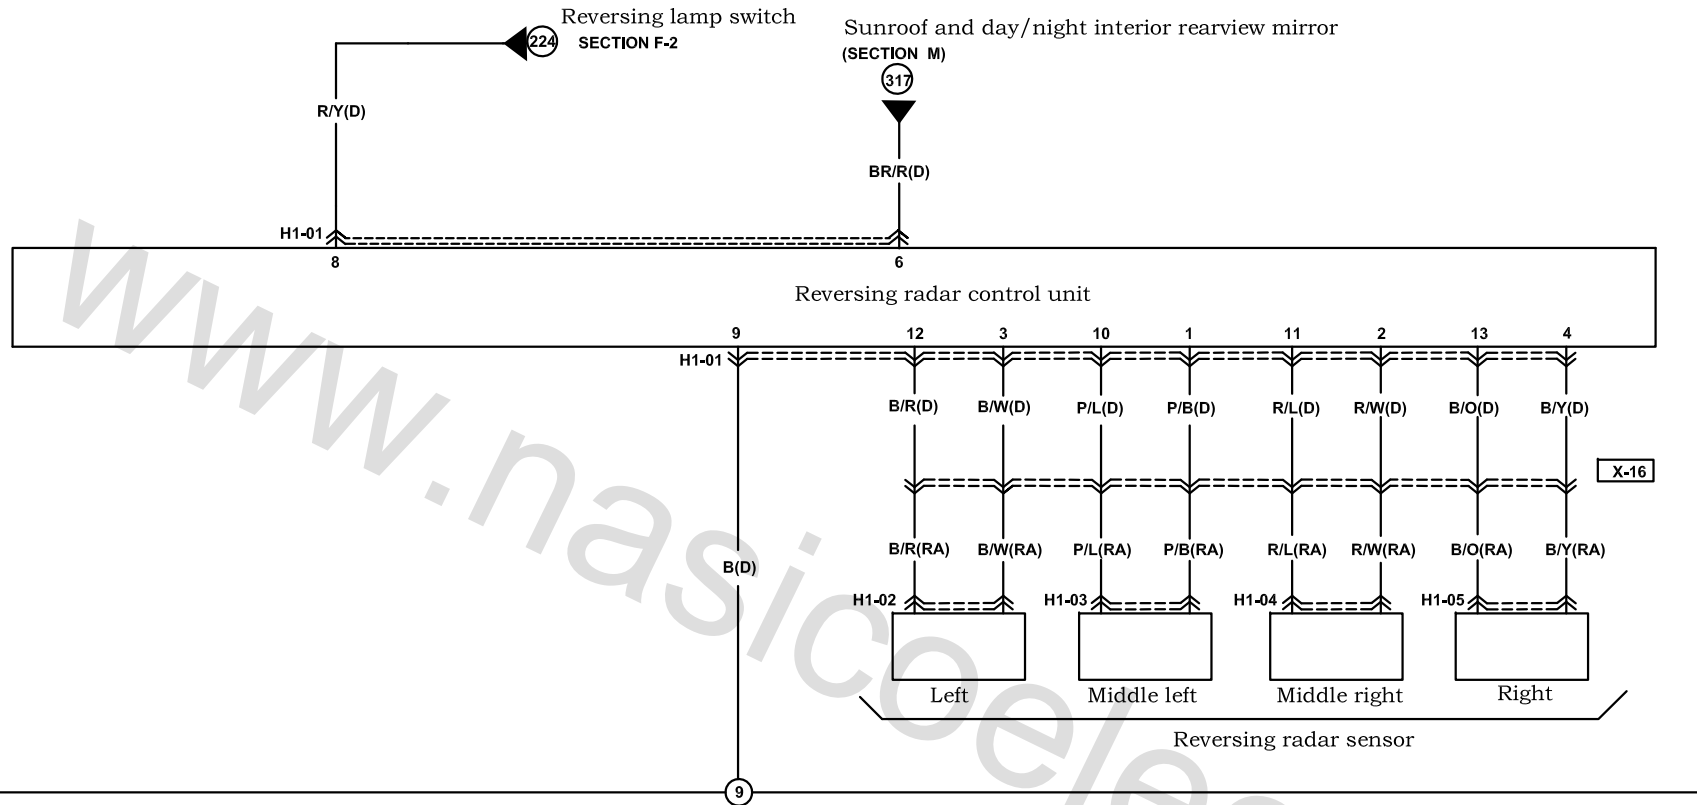 Reversing lamp switch
224 SECTION F-2
Sunroof and day/night interior rearview mirror
(SECTION M)
317
R/Y(D)
BR/R(D)
H1-01
8 6
Reversing radar control unit
9 12 3 10 1 11 2 13 4
H1-01
B/R(D) B/W(D) P/L(D) P/B(D) R/L(D) R/W(D) B/O(D) B/Y(D)
X-16
B/R(RA) B/W(RA) P/L(RA) P/B(RA) R/L(RA) R/W(RA) B/O(RA) B/Y(RA)
B(D)
H1-02 H1-03 H1-04 H1-05
Left Middle left Middle right Right
Reversing radar sensor
9
www.nasicoele